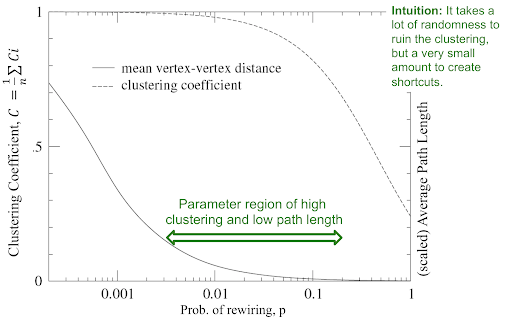 Intuition: It takes a
lot of randomness to
ruin the clustering,
but a very small
amount to create
shortcuts.
1
mean vertex-vertex distance
clustering coefficient
.5
Clustering Coefficient, C = 1/n ∑ Ci
(scaled) Average Path Length
Parameter region of high
clustering and low path length
0
0.001
0.01
0.1
1
Prob. of rewiring, p